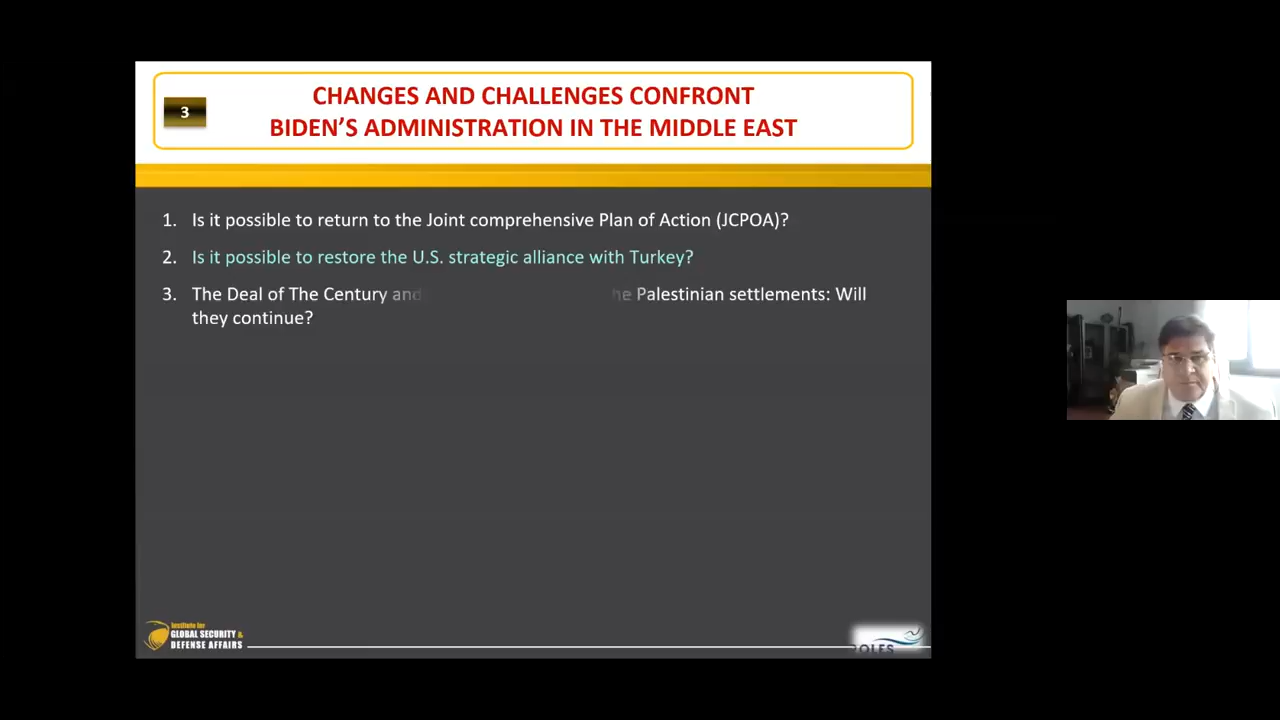 3
CHANGES AND CHALLENGES CONFRONT
BIDEN’S ADMINISTRATION IN THE MIDDLE EAST
1. Is it possible to return to the Joint comprehensive Plan of Action (JCPOA)?
2. Is it possible to restore the U.S. strategic alliance with Turkey?
3. The Deal of The Century and Palestinian settlements: Will
they continue?
Institute for
GLOBAL SECURITY &
DEFENSE AFFAIRS